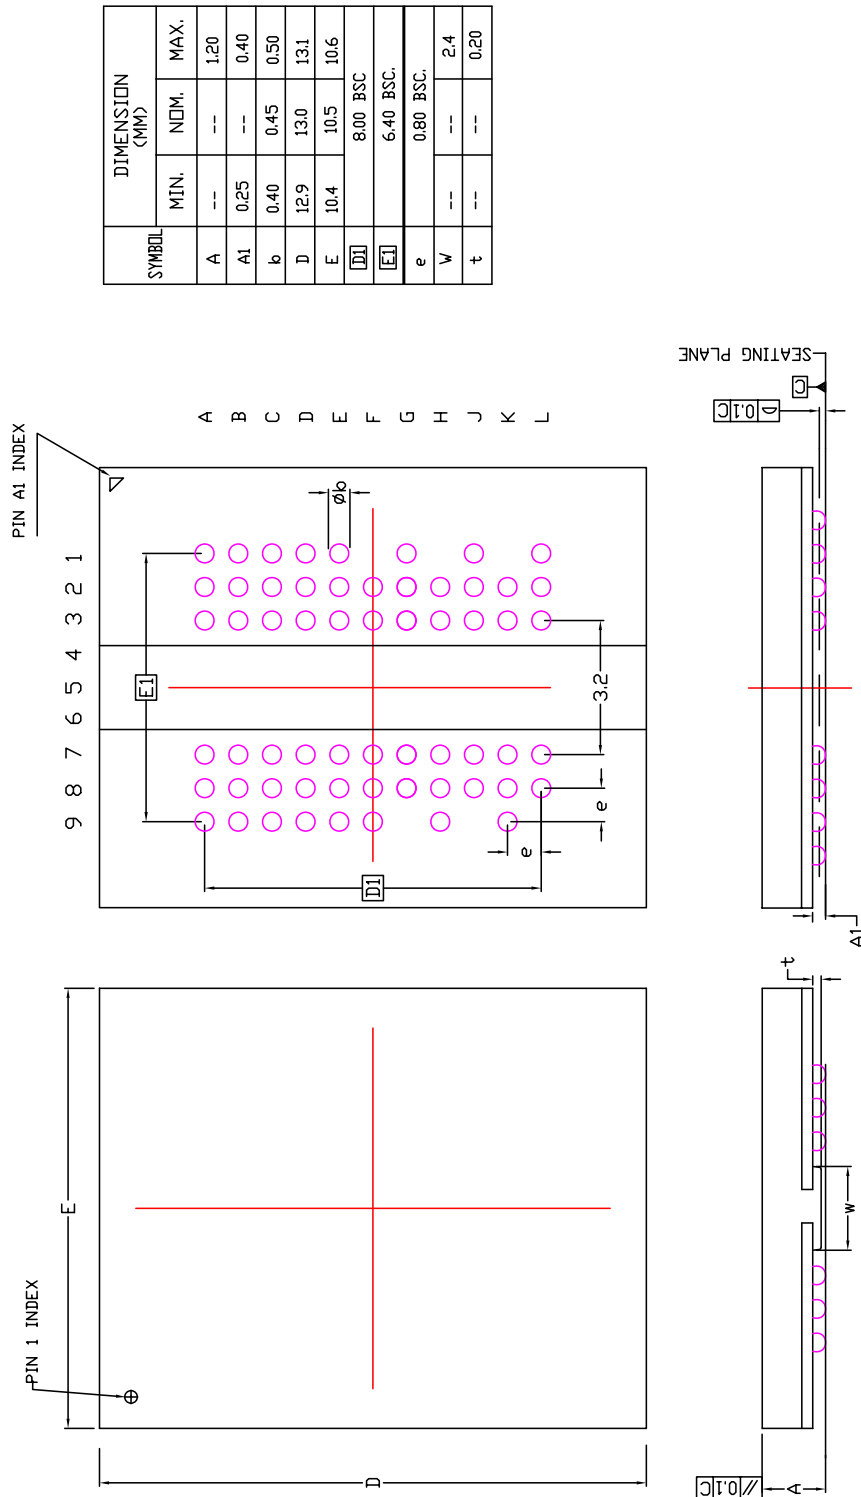 SYMBOL DIMENSION
(MM)
MIN. NOM. MAX.
A -- -- 1.20
A1 0.25 -- 0.40
b 0.40 0.45 0.50
D 12.9 13.0 13.1
E 10.4 10.5 10.6
D1 8.00 BSC
E1 6.40 BSC.
e 0.80 BSC.
W -- -- 2.4
t -- -- 0.20
PIN 1 INDEX
E
D
PIN A1 INDEX
9 8 7 6 5 4 3 2 1
A
B
C
D
E
F
G
H
J
K
L
E1
Øb
D1
3.2
e
e
// 0.1 C
A
W
t
A1
0.1 C
C
SEATING PLANE